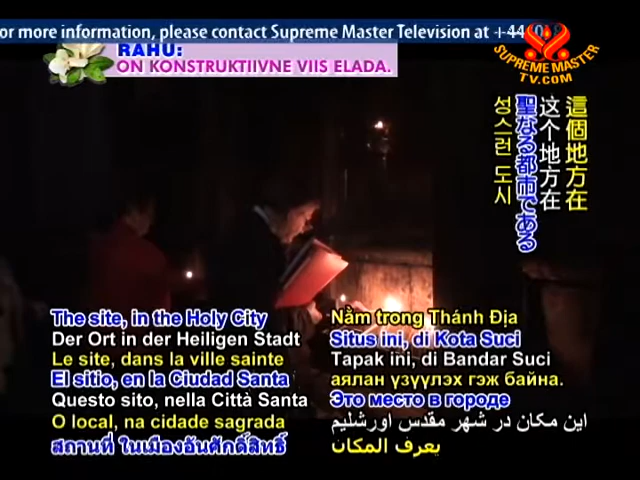 or more information, please contact Supreme Master Television at +44
RAHU:
ON KONSTRUKTIIVNE VIIS ELADA.
SUPREME MASTER
TV.COM
這個地方在
这个地方在
聖なる都市である
성스런 도시
The site, in the Holy City
Der Ort in der Heiligen Stadt
Le site, dans la ville sainte
El sitio, en la Ciudad Santa
Questo sito, nella Città Santa
O local, na cidade sagrada
สถานที่ ในเมืองอันศักดิ์สิทธิ์
Nằm trong Thánh Địa
Situs ini, di Kota Suci
Tapak ini, di Bandar Suci
аялан үзүүлэх гэж байна.
Это место в городе
این مکان در شهر مقدس اورشلیم
يعرف المكان